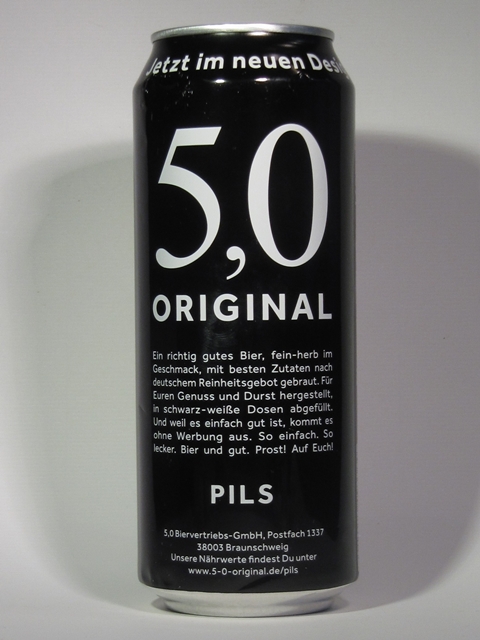 Jetzt im neuen
5,0
ORIGINAL
Ein richtig gutes Bier, fein-herb im
Geschmack, mit besten Zutaten nach
deutschem Reinheitsgebot gebraut. Für
Euren Genuss und Durst hergestellt,
in schwarz-weiße Dosen abgefüllt.
Und weil es einfach gut ist, kommt es
ohne Werbung aus. So einfach. So
lecker. Bier und gut. Prost! Auf Euch!
PILS
5,0 Biervertriebs-GmbH, Postfach 1337
38003 Braunschweig
Unsere Nährwerte findest Du unter
www.5-0-original.de/pils